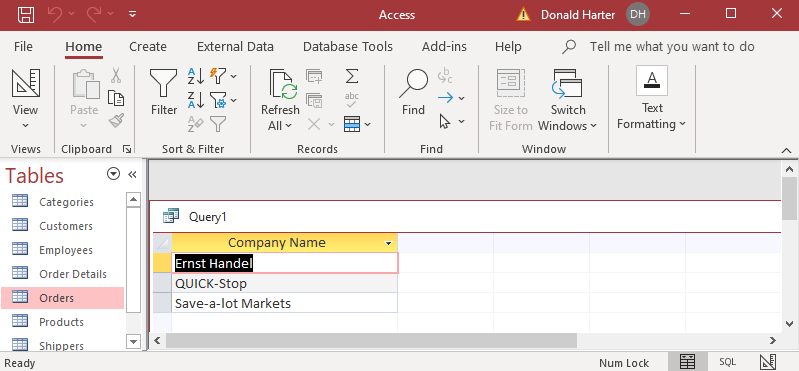 Access
Donald Harter
DH
File Home Create External Data Database Tools Add-ins Help Tell me what you want to do
View
Views
Paste
Clipboard
Filter
Sort & Filter
Refresh
All
abc
Records
Find
Find
Size to
Fit Form
Switch
Windows
Window
Text
Formatting
Tables
Categories
Customers
Employees
Order Details
Orders
Products
Shippers
Query1
Company Name
Ernst Handel
QUICK-Stop
Save-a-lot Markets
Ready
Num Lock
SQL